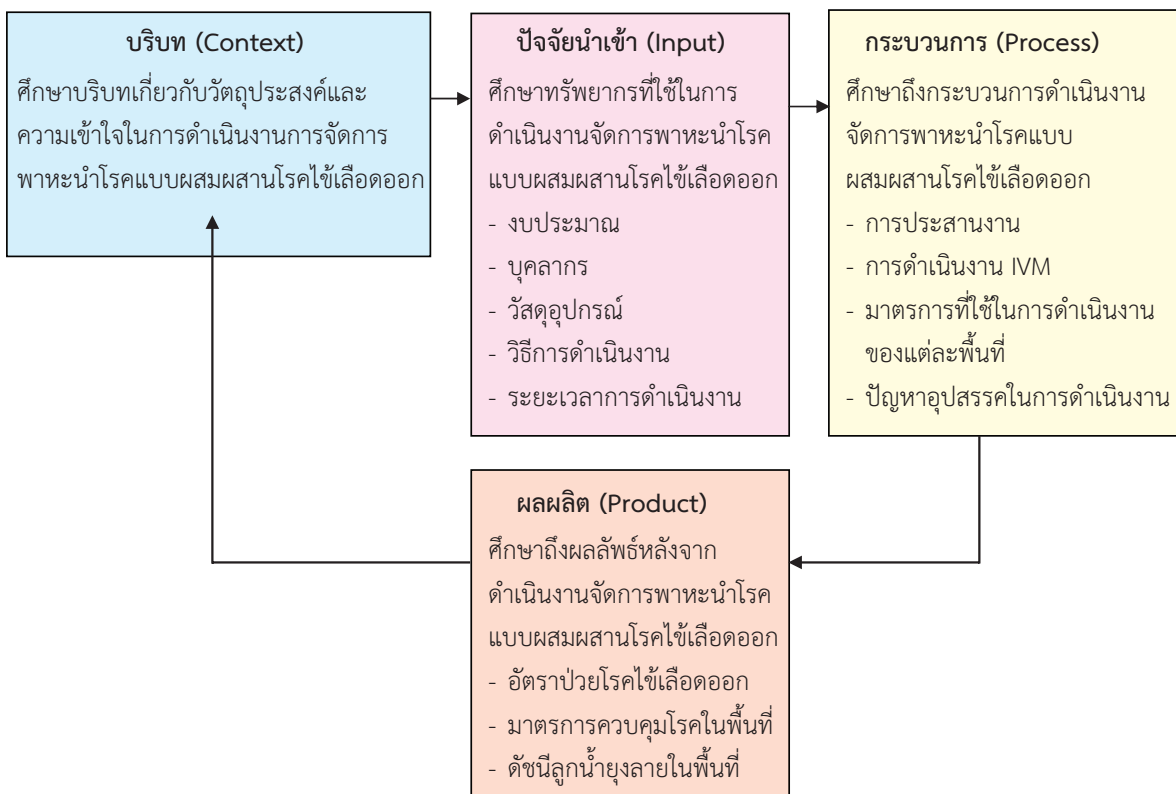 บริบท (Context)
ศึกษาบริบทเกี่ยวกับวัตถุประสงค์และ
ความเข้าใจในการดำเนินงานการจัดการ
พาหะนำโรคแบบผสมผสานโรคไข้เลือดออก
ปัจจัยนำเข้า (Input)
ศึกษาทรัพยากรที่ใช้ในการ
ดำเนินงานจัดการพาหะนำโรค
แบบผสมผสานโรคไข้เลือดออก
- งบประมาณ
- บุคลากร
- วัสดุอุปกรณ์
- วิธีการดำเนินงาน
- ระยะเวลาการดำเนินงาน
กระบวนการ (Process)
ศึกษาถึงกระบวนการดำเนินงาน
จัดการพาหะนำโรคแบบ
ผสมผสานโรคไข้เลือดออก
- การประสานงาน
- การดำเนินงาน IVM
- มาตรการที่ใช้ในการดำเนินงาน
ของแต่ละพื้นที่
- ปัญหาอุปสรรคในการดำเนินงาน
ผลผลิต (Product)
ศึกษาถึงผลลัพธ์หลังจาก
ดำเนินงานจัดการพาหะนำโรค
แบบผสมผสานโรคไข้เลือดออก
- อัตราป่วยโรคไข้เลือดออก
- มาตรการควบคุมโรคในพื้นที่
- ดัชนีลูกน้ำยุงลายในพื้นที่